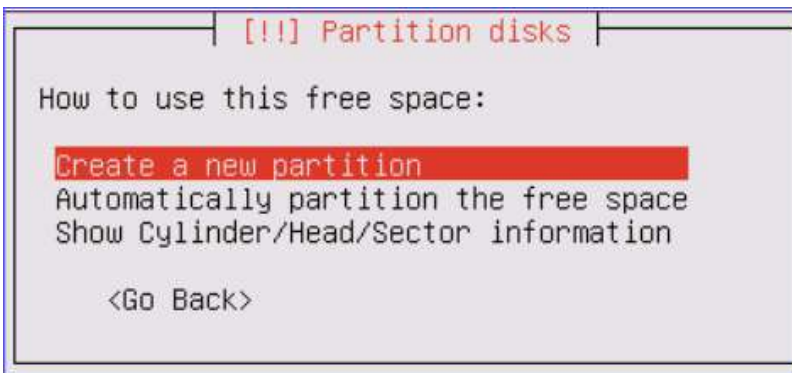 [!!] Partition disks
How to use this free space:
Create a new partition
Automatically partition the free space
Show Cylinder/Head/Sector information
<Go Back>